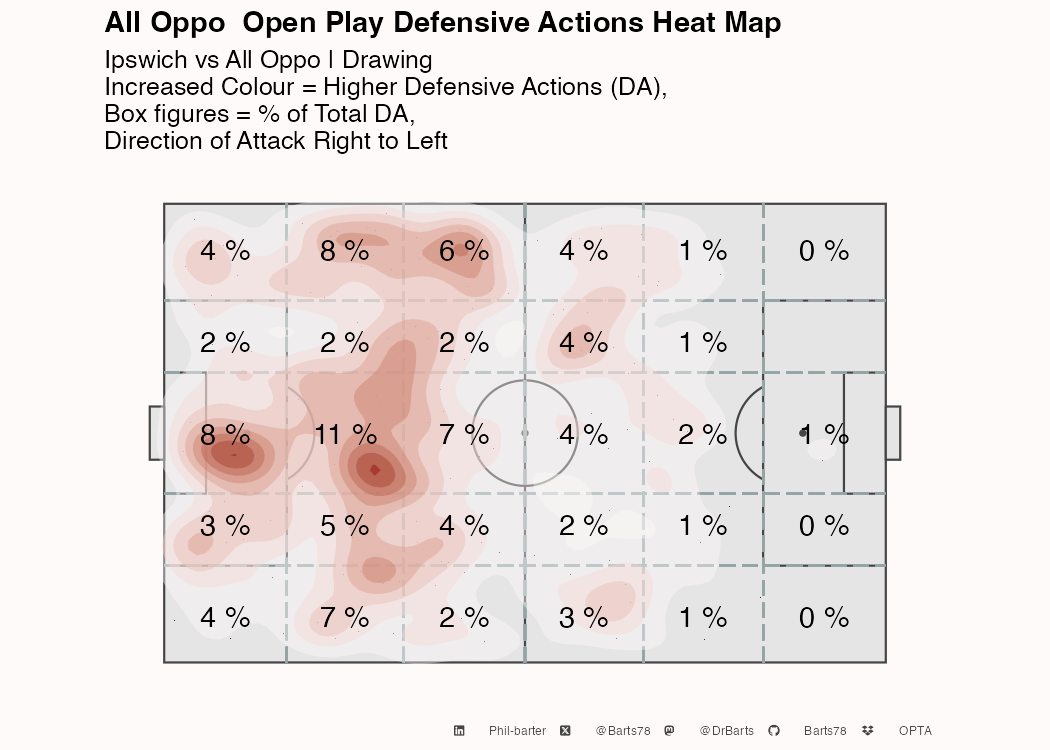 All Oppo  Open Play Defensive Actions Heat Map
Ipswich vs All Oppo | Drawing
Increased Colour = Higher Defensive Actions (DA),
Box figures = % of Total DA,
Direction of Attack Right to Left
4 % 8 % 6 % 4 % 1 % 0 %
2 % 2 % 2 % 4 % 1 %
8 % 11 % 7 % 4 % 2 % 1 %
3 % 5 % 4 % 2 % 1 % 0 %
4 % 7 % 2 % 3 % 1 % 0 %
Phil-barter @Barts78 @DrBarts Barts78 OPTA